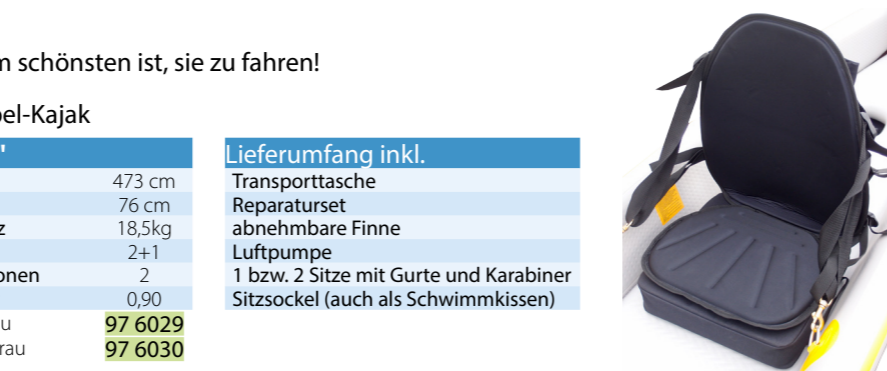 m schönsten ist, sie zu fahren!
pel-Kajak
"
473 cm
76 cm
z 18,5kg
2+1
onen 2
0,90
u 97 6029
rau 97 6030
Lieferumfang inkl.
Transporttasche
Reparaturset
abnehmbare Finne
Luftpumpe
1 bzw. 2 Sitze mit Gurte und Karabiner
Sitzsockel (auch als Schwimmkissen)